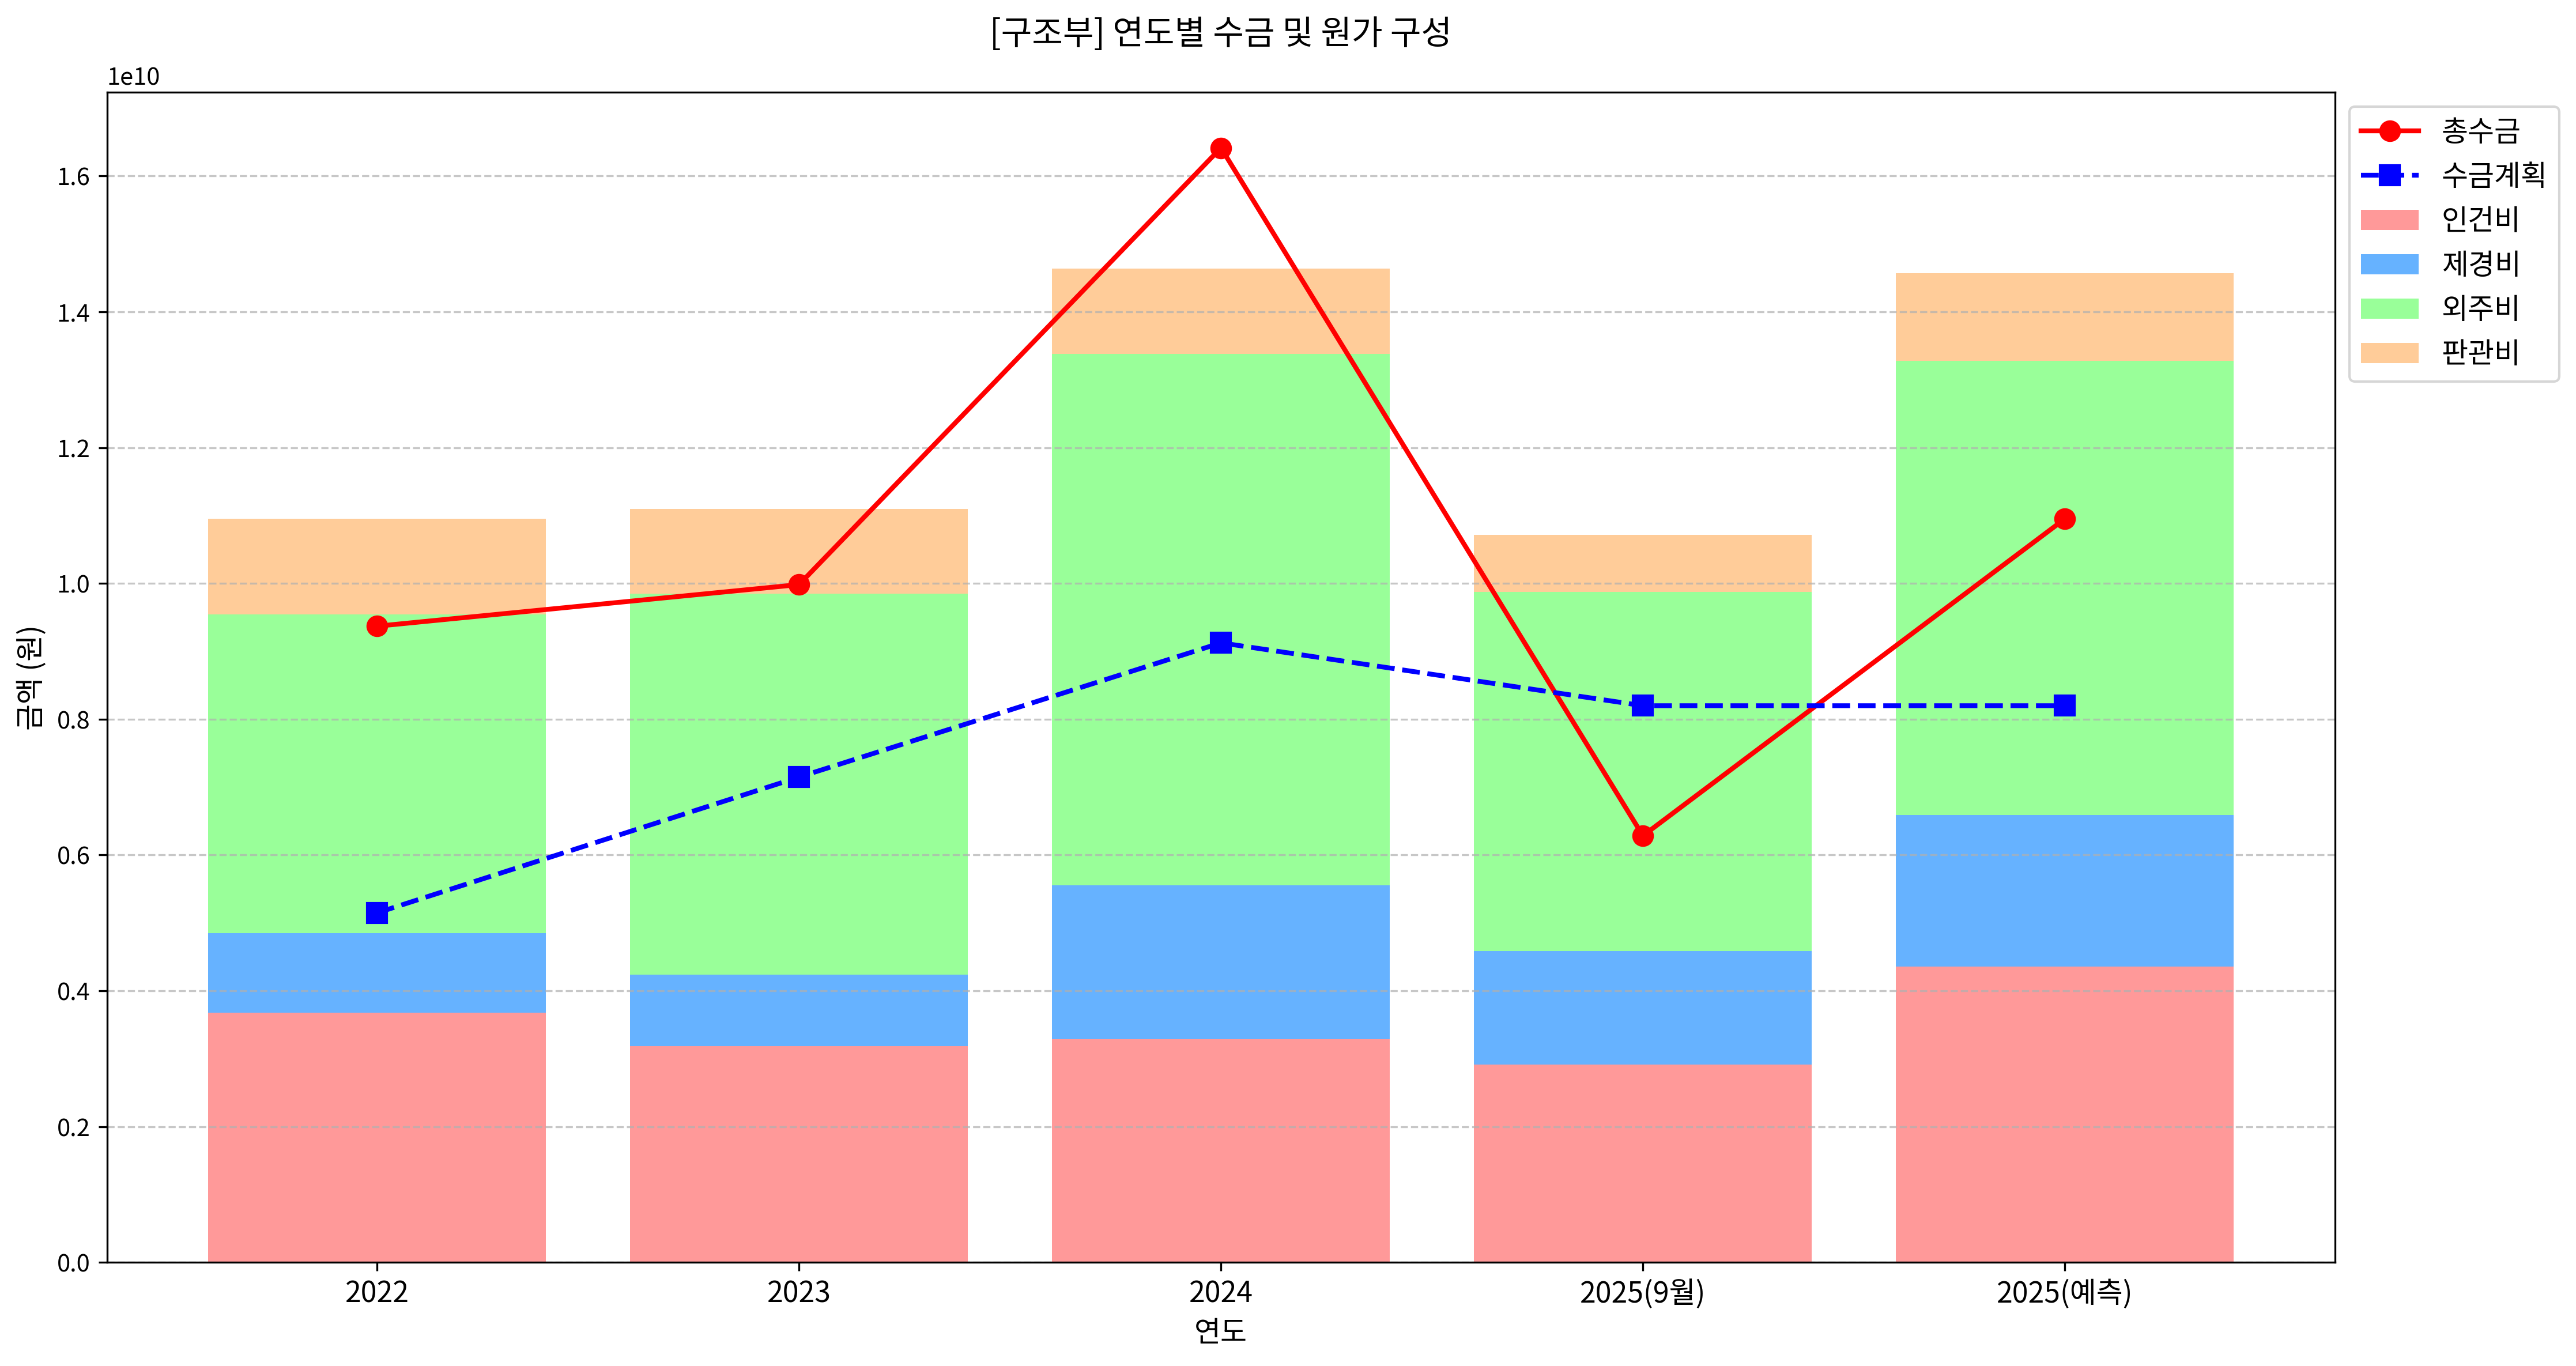 [구조부] 연도별 수금 및 원가 구성
1e10
1.6
1.4
1.2
1.0
0.8
0.6
0.4
0.2
0.0
금액 (원)
2022
2023
2024
2025(9월)
2025(예측)
연도
총수금
수금계획
인건비
제경비
외주비
판관비